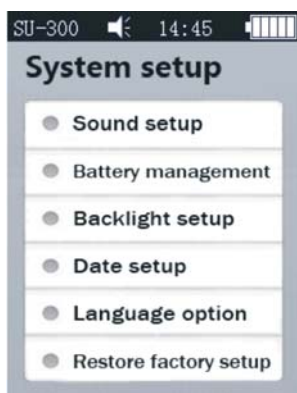 SU-300 14:45
System setup
Sound setup
Battery management
Backlight setup
Date setup
Language option
Restore factory setup